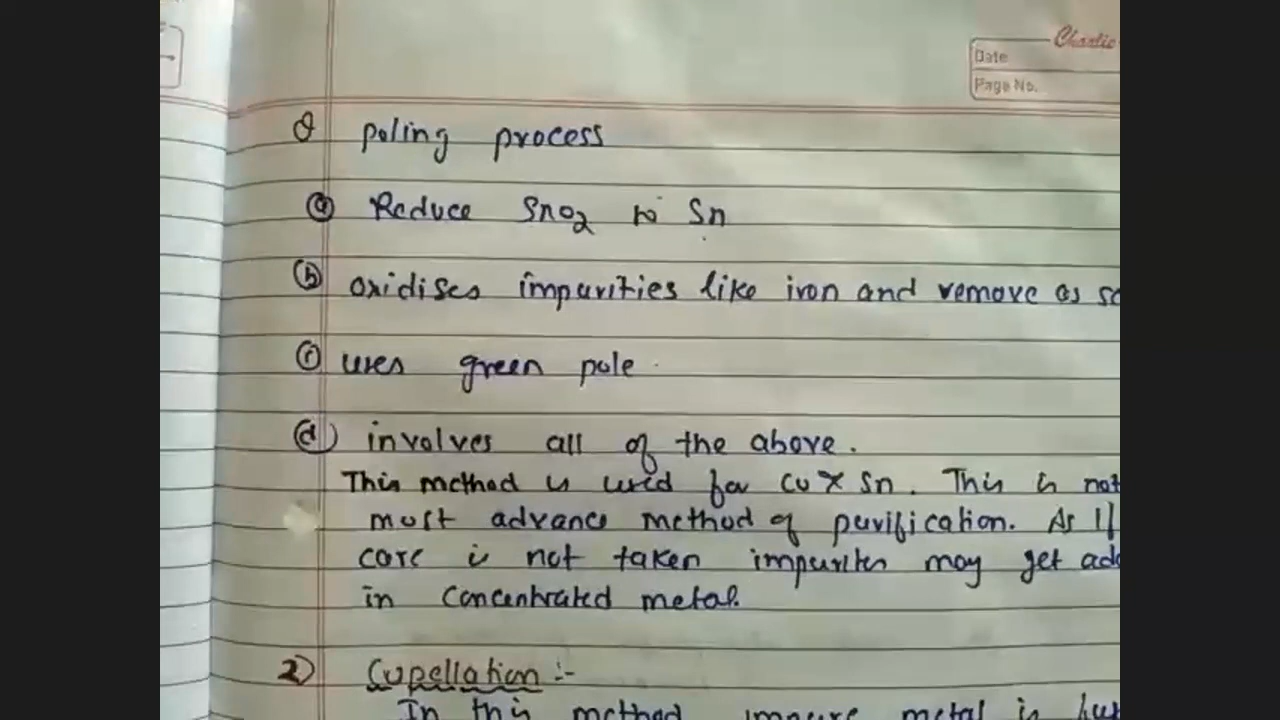 Classic
Date
Page No.
Q poling process
(a) Reduce SnO2 to Sn
(b) oxidises impurities like iron and remove as
(c) uses green pole.
(d) involves all of the above.
This method is used for Cu & Sn. This is not
most advance method of purification. As If
care is not taken impurites may get
in concentrated metal.
2) Cupellation :-
In this method impure metal is